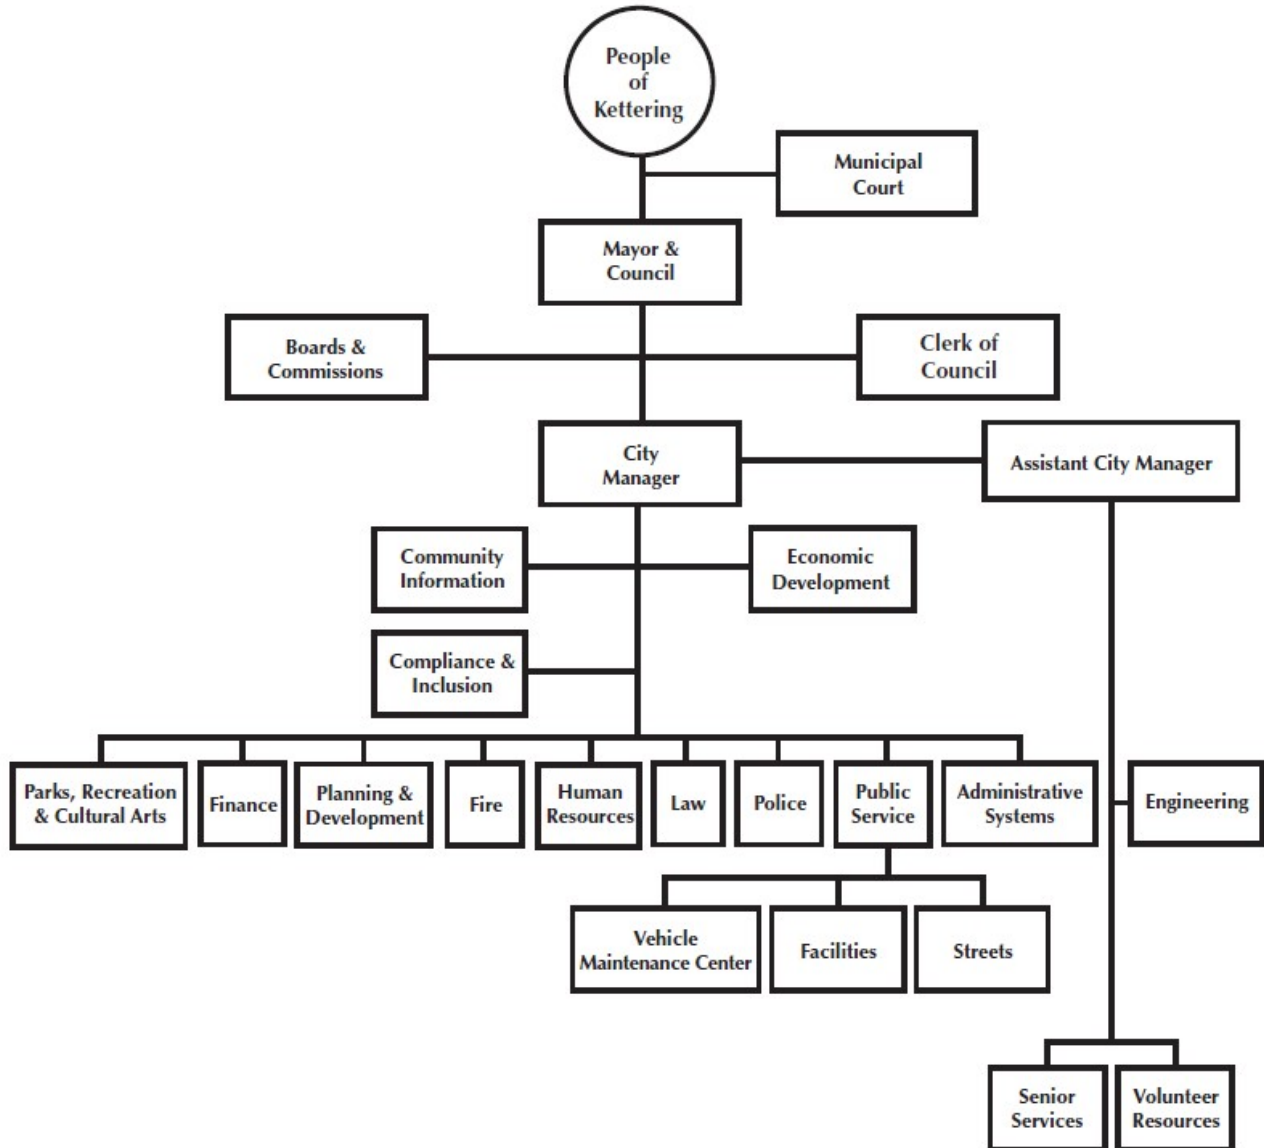 People
of
Kettering
Municipal
Court
Mayor &
Council
Boards &
Commissions
Clerk of
Council
City
Manager
Assistant City Manager
Community
Information
Economic
Development
Compliance &
Inclusion
Parks, Recreation
& Cultural Arts
Finance
Planning &
Development
Fire
Human
Resources
Law
Police
Public
Service
Administrative
Systems
Engineering
Vehicle
Maintenance Center
Facilities
Streets
Senior
Services
Volunteer
Resources